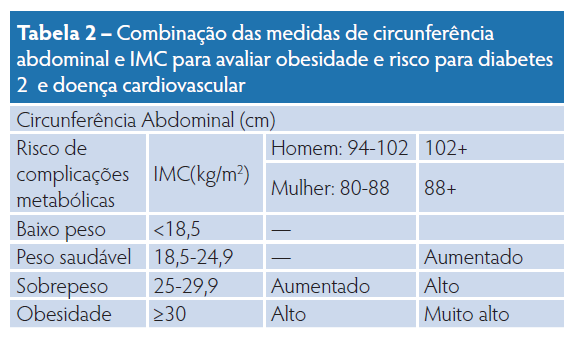 Tabela 2 – Combinação das medidas de circunferência
abdominal e IMC para avaliar obesidade e risco para diabetes
2 e doença cardiovascular
Circunferência Abdominal (cm)
Risco de
complicações
metabólicas
IMC(kg/m²)
Homem: 94-102 102+
Mulher: 80-88 88+
Baixo peso <18,5 —
Peso saudável 18,5-24,9 — Aumentado
Sobrepeso 25-29,9 Aumentado Alto
Obesidade ≥30 Alto Muito alto